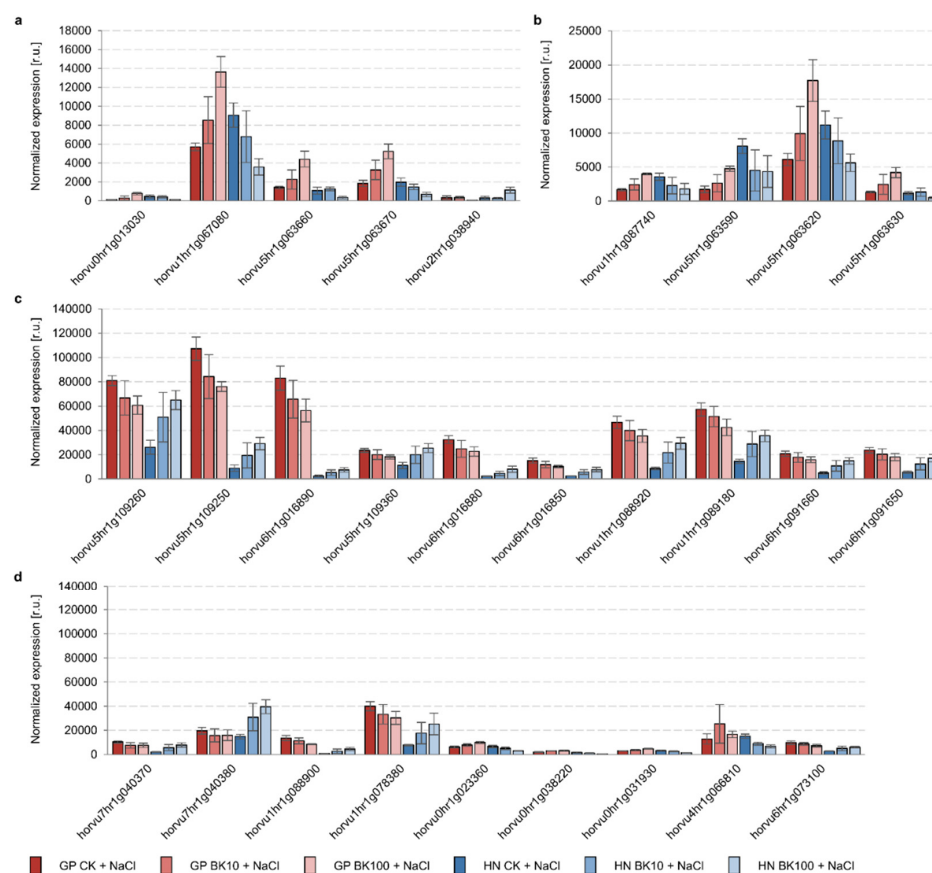 a
Normalized expression [r.u.]
18000
16000
14000
12000
10000
8000
6000
4000
2000
0
horvu0hr1g013030
horvu1hr1g067080
horvu5hr1g063660
horvu5hr1g063670
horvu2hr1g038940
b
Normalized expression [r.u.]
25000
20000
15000
10000
5000
0
horvu1hr1g087740
horvu5hr1g063590
horvu5hr1g063620
horvu5hr1g063630
c
Normalized expression [r.u.]
140000
120000
100000
80000
60000
40000
20000
0
horvu5hr1g109260
horvu5hr1g109250
horvu6hr1g016890
horvu5hr1g109360
horvu6hr1g016880
horvu6hr1g016850
horvu1hr1g088920
horvu1hr1g089180
horvu6hr1g091660
horvu6hr1g091650
d
Normalized expression [r.u.]
140000
120000
100000
80000
60000
40000
20000
0
horvu7hr1g040370
horvu7hr1g040380
horvu1hr1g088900
horvu1hr1g078380
horvu0hr1g023360
horvu0hr1g038220
horvu0hr1g031930
horvu4hr1g066810
horvu6hr1g073100
GP CK + NaCl GP BK10 + NaCl GP BK100 + NaCl HN CK + NaCl HN BK10 + NaCl HN BK100 + NaCl